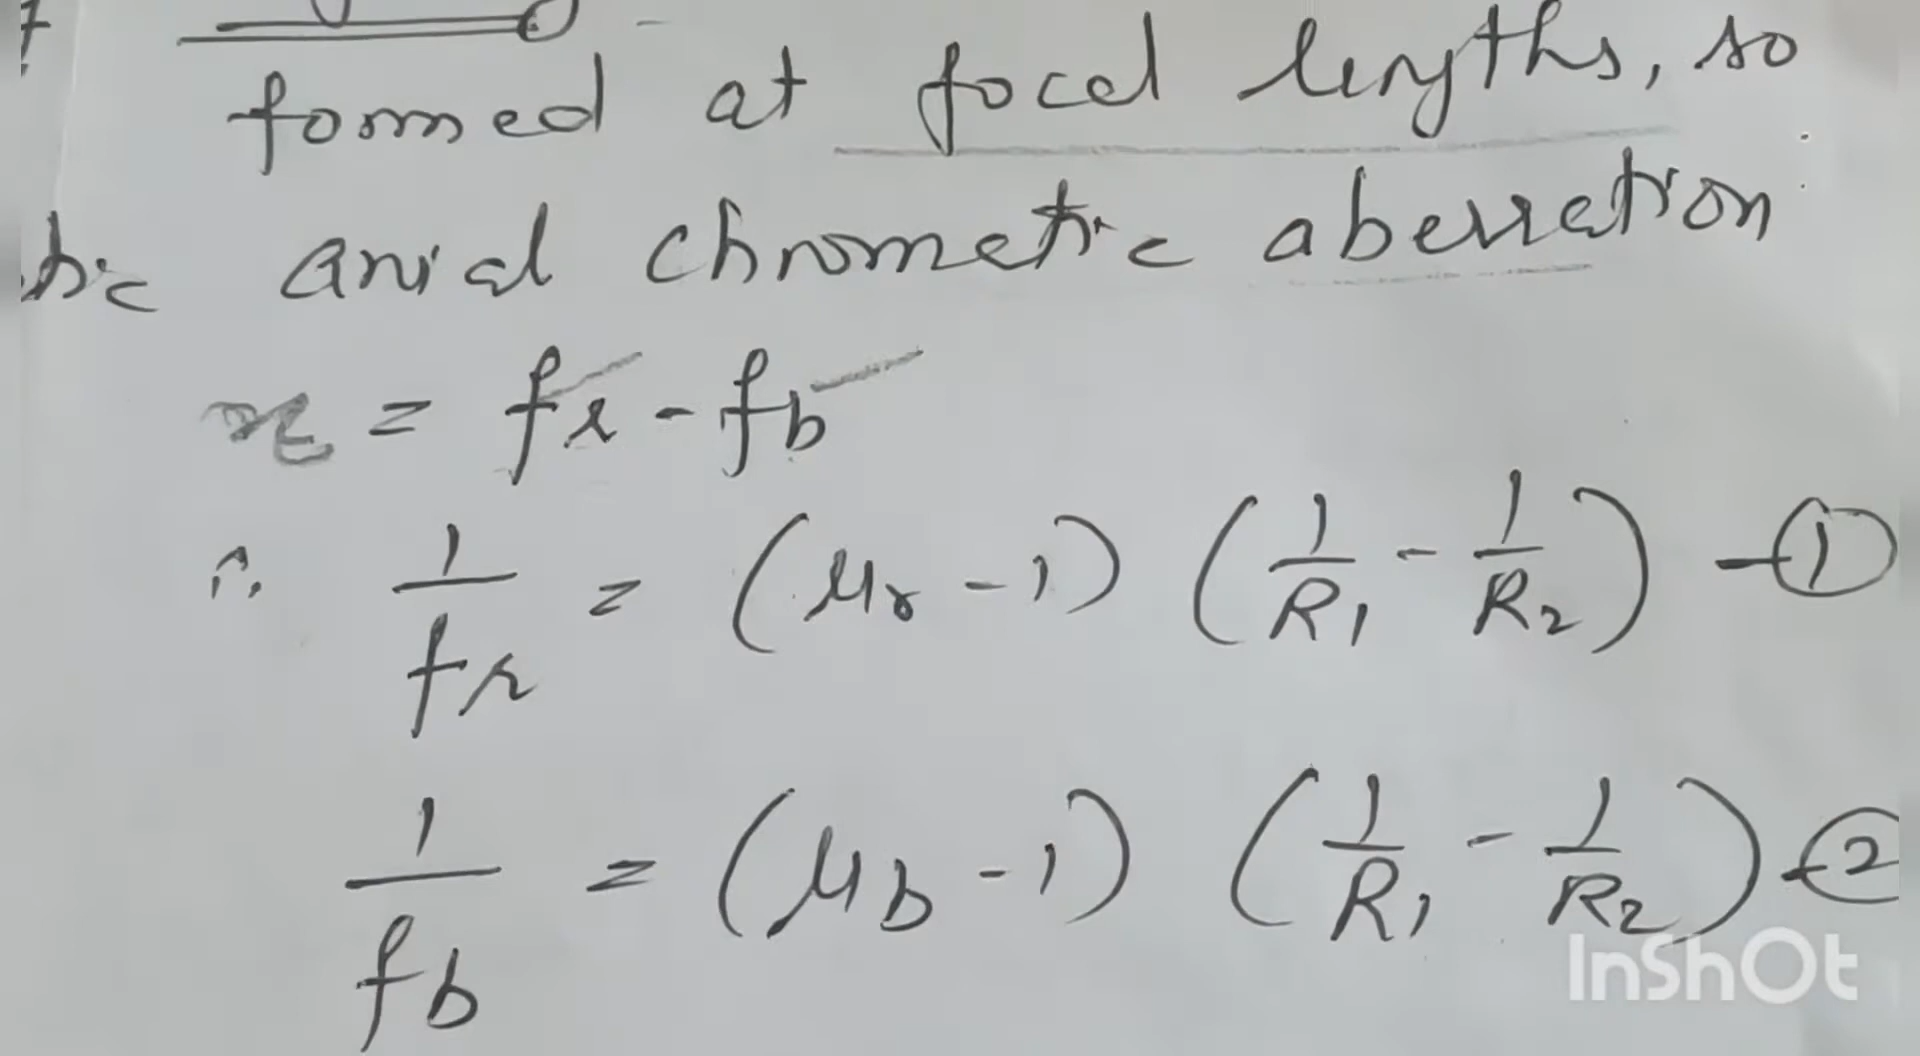 formed at focal lengths, so
tic axial chromatic aberration
x = fr - fb
∴ 1/fr = (μr - 1) (1/R1 - 1/R2) - ①
1/fb = (μb - 1) (1/R1 - 1/R2) - ②
InShOt